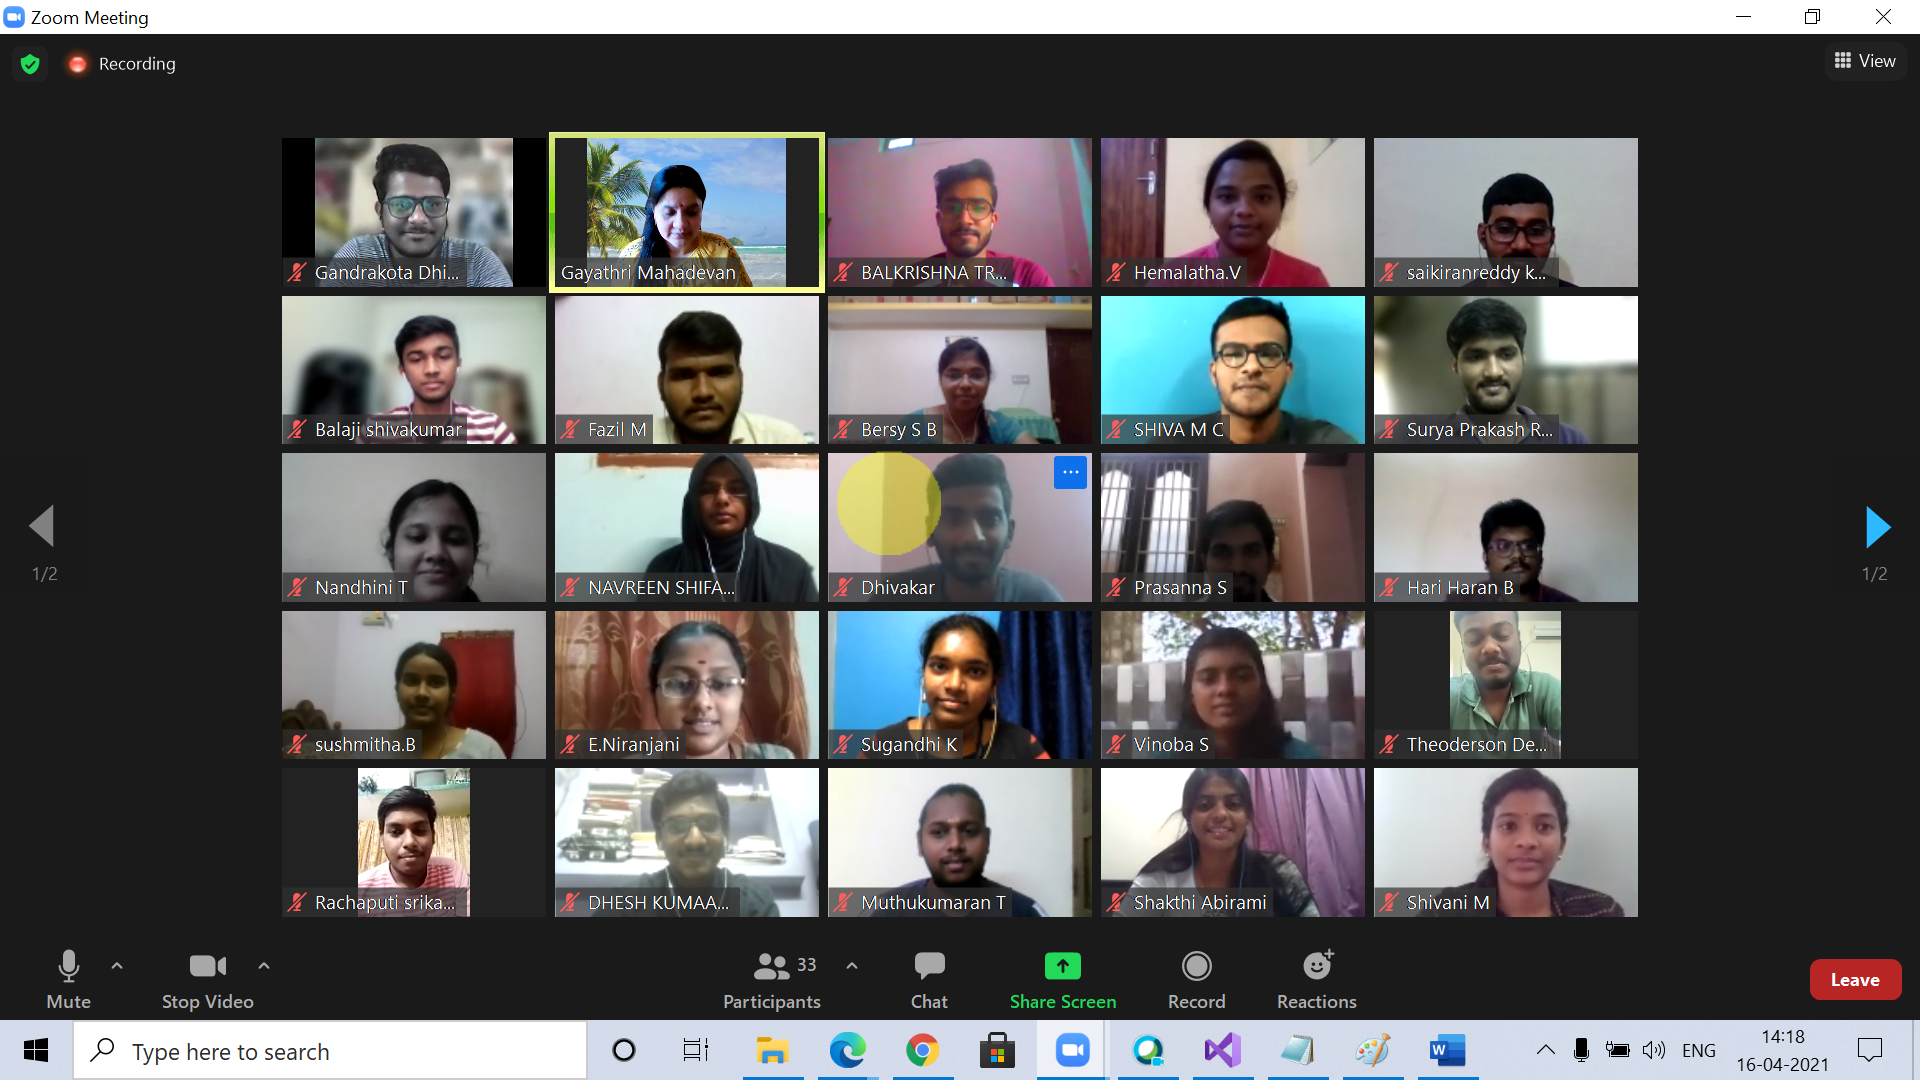 Zoom Meeting
Recording
View
Gandrakota Dhi...
Gayathri Mahadevan
BALKRISHNA TR...
Hemalatha.V
saikiranreddy k...
Balaji shivakumar
Fazil M
Bersy S B
SHIVA M C
Surya Prakash R...
Nandhini T
NAVREEN SHIFA...
Dhivakar
Prasanna S
Hari Haran B
1/2
1/2
sushmitha.B
E.Niranjani
Sugandhi K
Vinoba S
Theoderson De...
Rachaputi srika...
DHESH KUMAA...
Muthukumaran T
Shakthi Abirami
Shivani M
33
Mute
Stop Video
Participants
Chat
Share Screen
Record
Reactions
Leave
Type here to search
W
ENG
14:18
16-04-2021